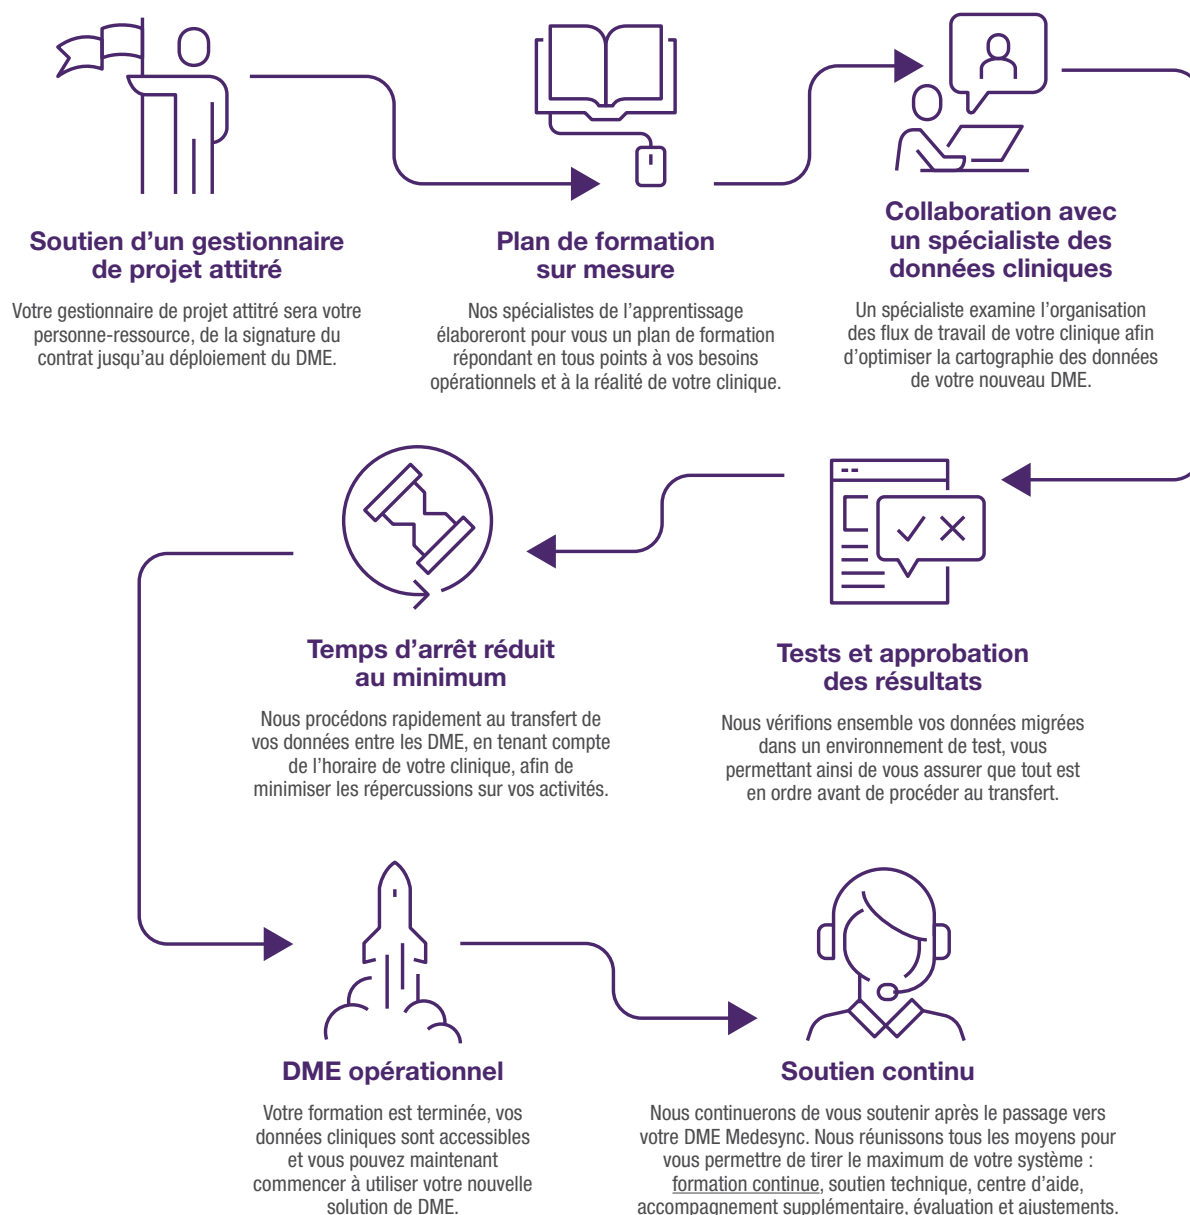 Soutien d’un gestionnaire
de projet attitré
Votre gestionnaire de projet attitré sera votre
personne-ressource, de la signature du
contrat jusqu’au déploiement du DME.
Plan de formation
sur mesure
Nos spécialistes de l’apprentissage
élaboreront pour vous un plan de formation
répondant en tous points à vos besoins
opérationnels et à la réalité de votre clinique.
Collaboration avec
un spécialiste des
données cliniques
Un spécialiste examine l’organisation
des flux de travail de votre clinique afin
d’optimiser la cartographie des données
de votre nouveau DME.
Tests et approbation
des résultats
Nous vérifions ensemble vos données migrées
dans un environnement de test, vous
permettant ainsi de vous assurer que tout est
en ordre avant de procéder au transfert.
Temps d’arrêt réduit
au minimum
Nous procédons rapidement au transfert de
vos données entre les DME, en tenant compte
de l’horaire de votre clinique, afin de
minimiser les répercussions sur vos activités.
DME opérationnel
Votre formation est terminée, vos
données cliniques sont accessibles
et vous pouvez maintenant
commencer à utiliser votre nouvelle
solution de DME.
Soutien continu
Nous continuerons de vous soutenir après le passage vers
votre DME Medesync. Nous réunissons tous les moyens pour
vous permettre de tirer le maximum de votre système :
formation continue, soutien technique, centre d’aide,
accompagnement supplémentaire, évaluation et ajustements.